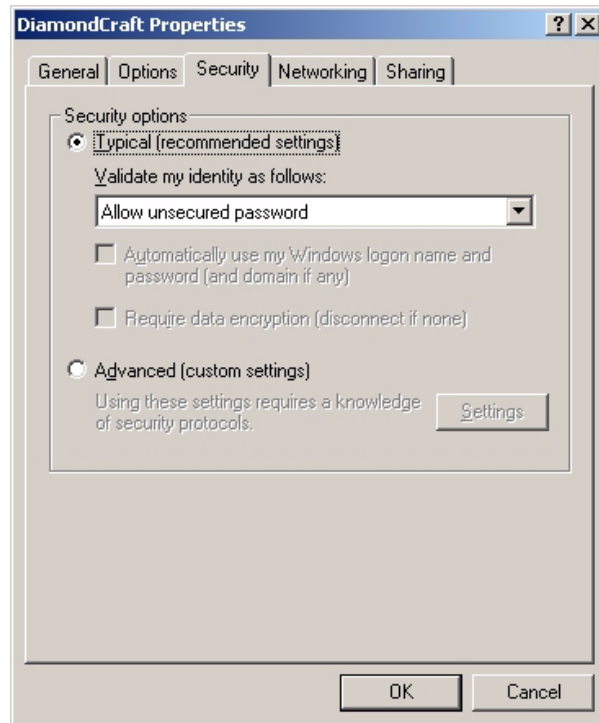 DiamondCraft Properties
General Options Security Networking Sharing
Security options
Typical (recommended settings)
Validate my identity as follows:
Allow unsecured password
Automatically use my Windows logon name and
password (and domain if any)
Require data encryption (disconnect if none)
Advanced (custom settings)
Using these settings requires a knowledge
of security protocols.
Settings
OK Cancel